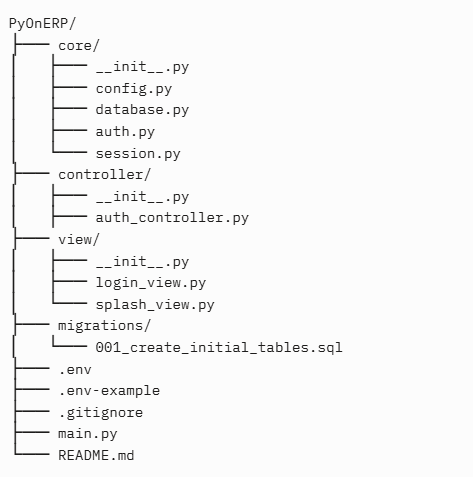 PyOnERP/
├── core/
│   ├── __init__.py
│   ├── config.py
│   ├── database.py
│   ├── auth.py
│   └── session.py
├── controller/
│   ├── __init__.py
│   ├── auth_controller.py
├── view/
│   ├── __init__.py
│   ├── login_view.py
│   └── splash_view.py
├── migrations/
│   └── 001_create_initial_tables.sql
├── .env
├── .env-example
├── .gitignore
├── main.py
└── README.md